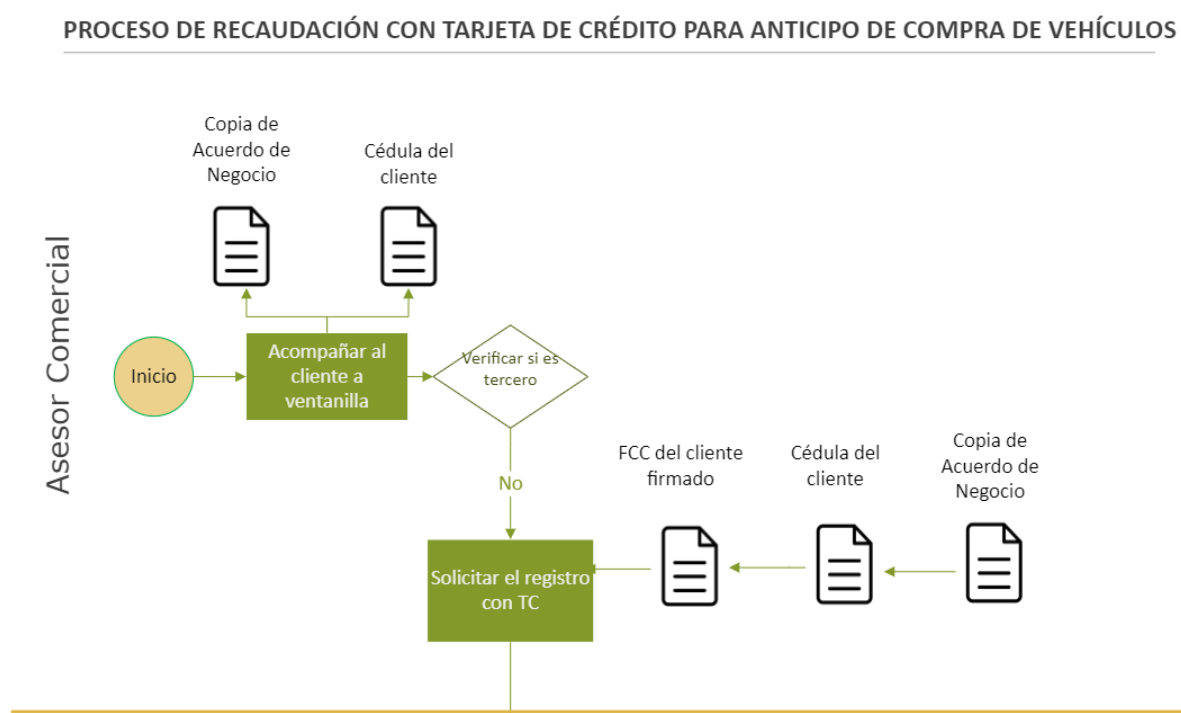 PROCESO DE RECAUDACIÓN CON TARJETA DE CRÉDITO PARA ANTICIPO DE COMPRA DE VEHÍCULOS
Asesor Comercial
Copia de
Acuerdo de
Negocio
Cédula del
cliente
Inicio
Acompañar al
cliente a
ventanilla
Verificar si es
tercero
No
Solicitar el registro
con TC
FCC del cliente
firmado
Cédula del
cliente
Copia de
Acuerdo de
Negocio